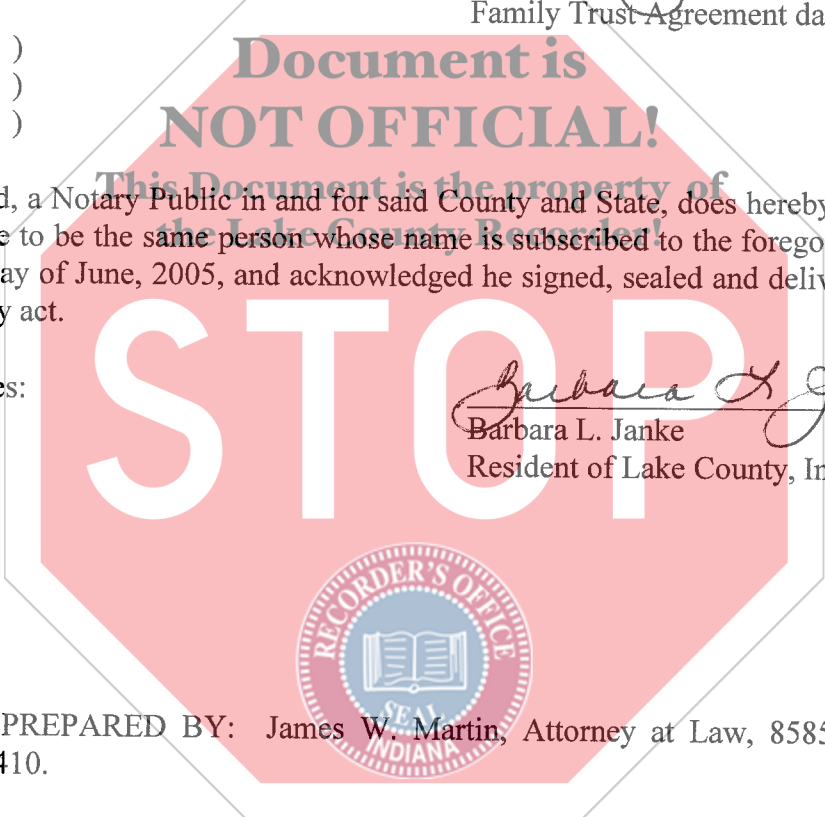 Family Trust Agreement da
)
Document is
)
NOT OFFICIAL!
)
This Document is the property of
d, a Notary Public in and for said County and State, does hereby
the Lake County Recorder!
e to be the same person whose name is subscribed to the forego
ay of June, 2005, and acknowledged he signed, sealed and deliv
y act.
STOP
es:
Barbara L J
Barbara L. Janke
Resident of Lake County, In
RECORDER'S OFFICE
SEAL
INDIANA
PREPARED BY: James W. Martin, Attorney at Law, 8585
410.